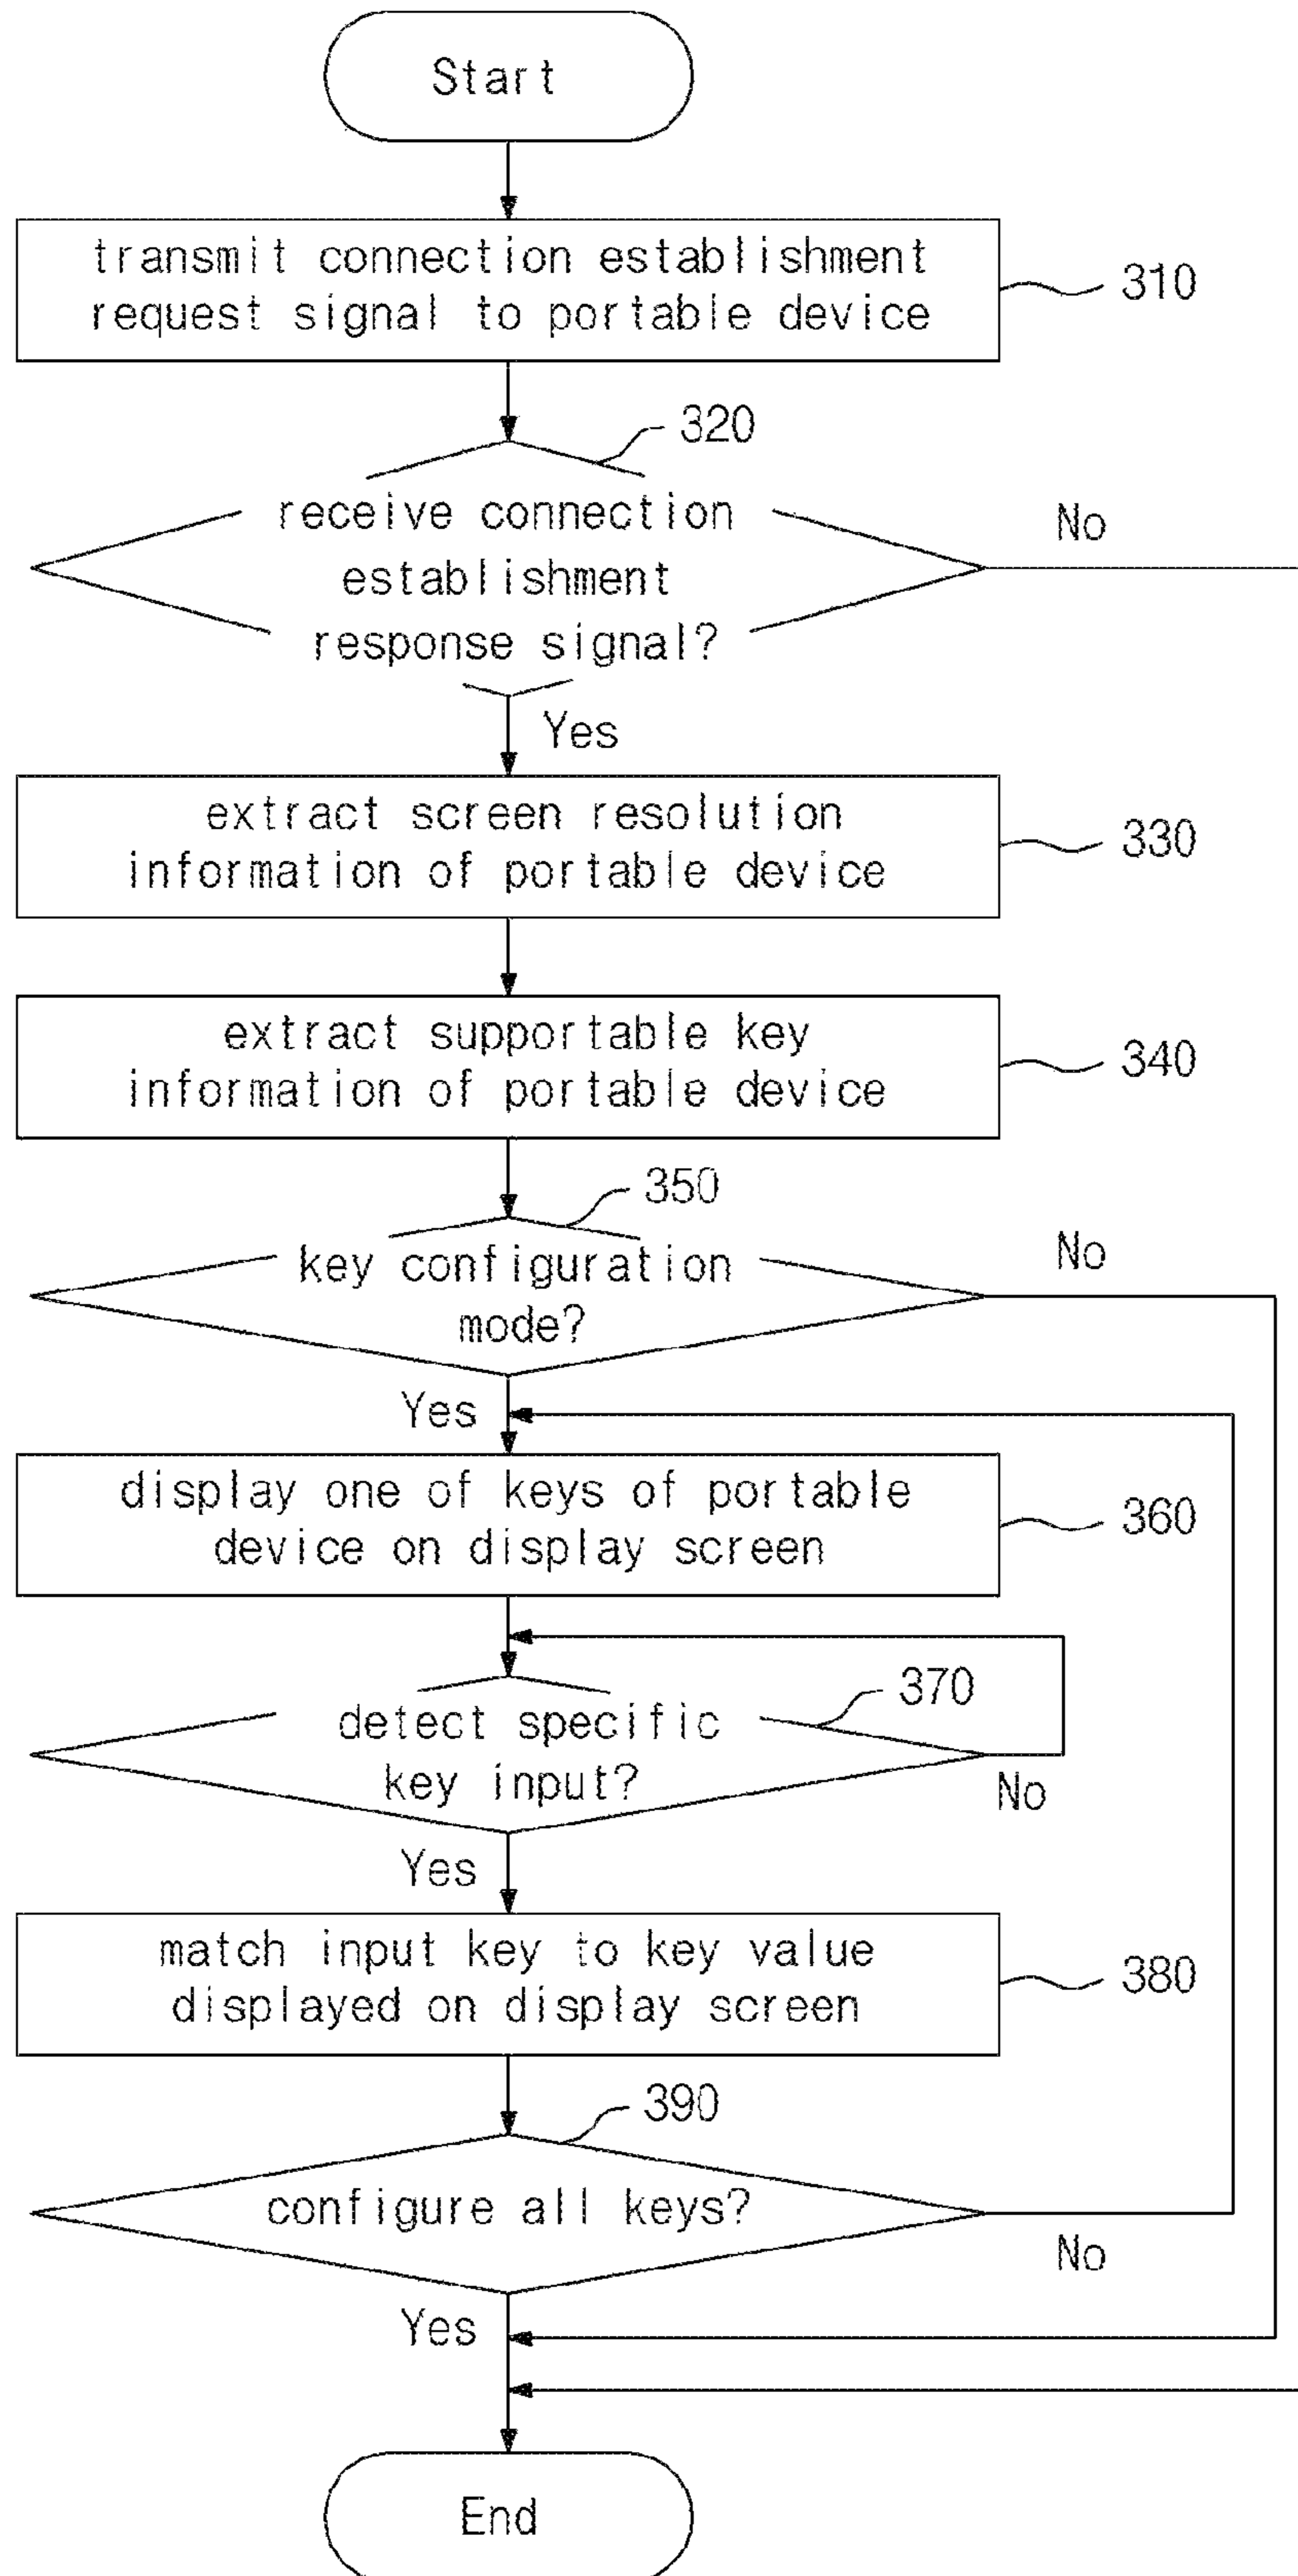 Start
transmit connection establishment
request signal to portable device
310
320
receive connection
establishment
response signal?
No
Yes
extract screen resolution
information of portable device
330
extract supportable key
information of portable device
340
350
key configuration
mode?
No
Yes
display one of keys of portable
device on display screen
360
370
detect specific
key input?
No
Yes
match input key to key value
displayed on display screen
380
390
configure all keys?
No
Yes
End